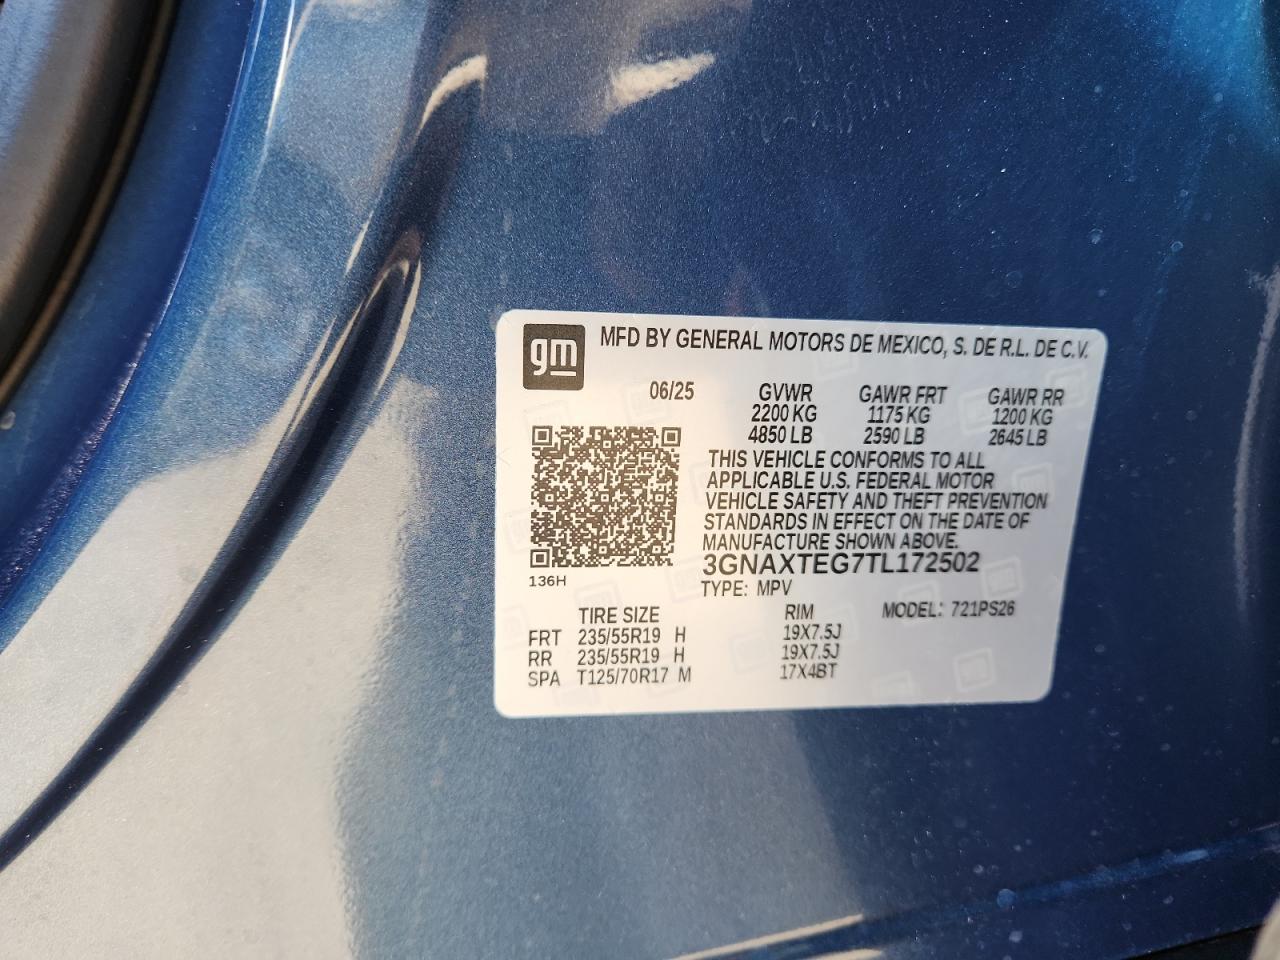 gm
MFD BY GENERAL MOTORS DE MEXICO, S. DE R.L. DE C.V.
06/25 GVWR GAWR FRT GAWR RR
2200 KG 1175 KG 1200 KG
4850 LB 2590 LB 2645 LB
THIS VEHICLE CONFORMS TO ALL
APPLICABLE U.S. FEDERAL MOTOR
VEHICLE SAFETY AND THEFT PREVENTION
STANDARDS IN EFFECT ON THE DATE OF
MANUFACTURE SHOWN ABOVE.
3GNAXTEG7TL172502
136H
TYPE: MPV
TIRE SIZE RIM MODEL: 721PS26
FRT 235/55R19 H 19X7.5J
RR 235/55R19 H 19X7.5J
SPA T125/70R17 M 17X4BT